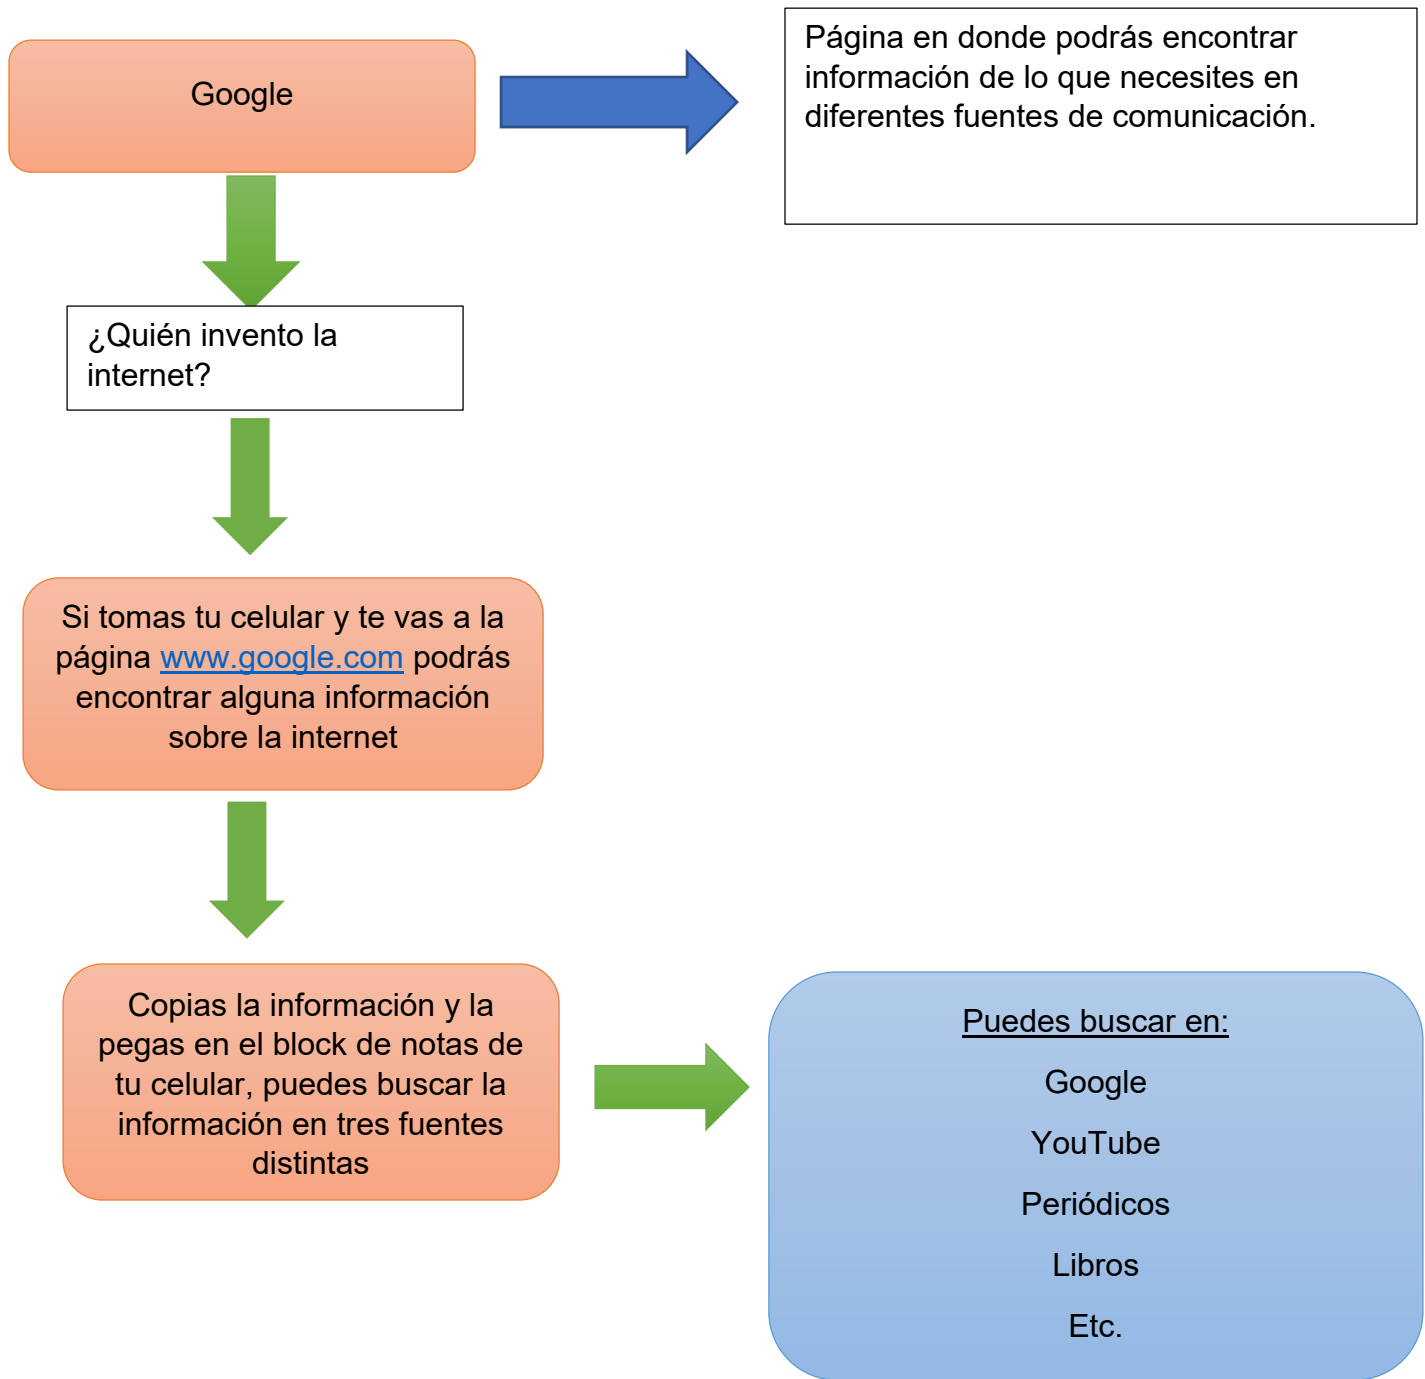 Google
Página en donde podrás encontrar
información de lo que necesites en
diferentes fuentes de comunicación.
¿Quién invento la
internet?
Si tomas tu celular y te vas a la
página www.google.com podrás
encontrar alguna información
sobre la internet
Copias la información y la
pegas en el block de notas de
tu celular, puedes buscar la
información en tres fuentes
distintas
Puedes buscar en:
Google
YouTube
Periódicos
Libros
Etc.